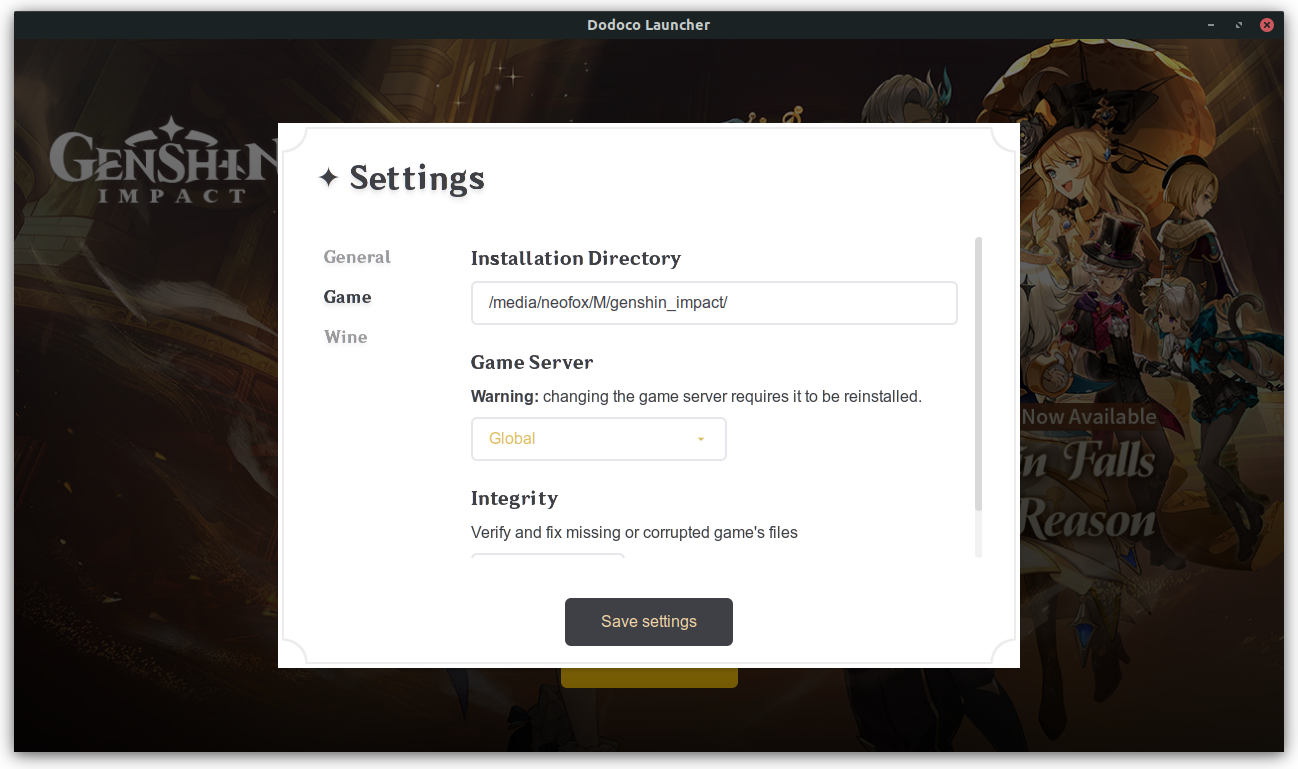 Dodoco Launcher
GENSHIN
IMPACT
Settings
General
Game
Wine
Installation Directory
/media/neofox/M/genshin_impact/
Game Server
Warning: changing the game server requires it to be reinstalled.
Global
Integrity
Verify and fix missing or corrupted game's files
Save settings
Now Available
Falls
Reason